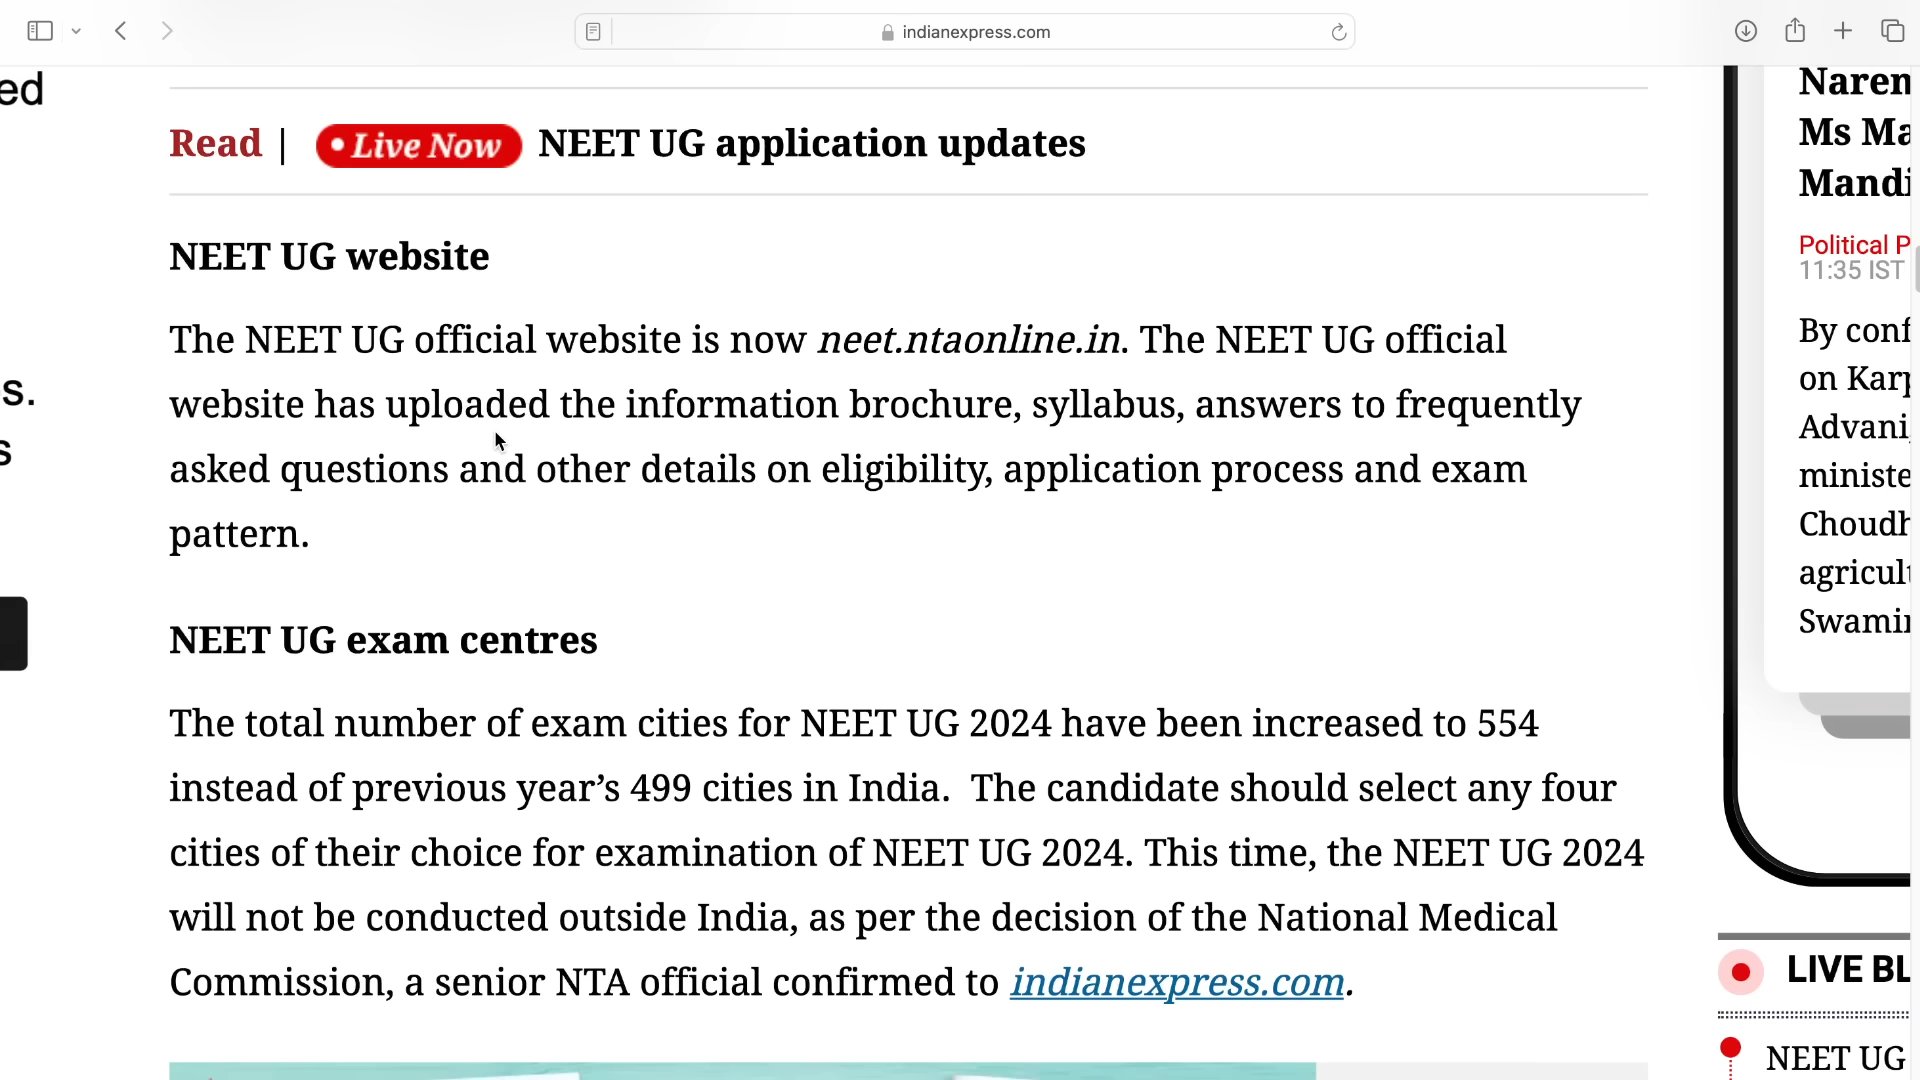 indianexpress.com
ed
s.
s
Read | • Live Now NEET UG application updates
NEET UG website
The NEET UG official website is now neet.ntaonline.in. The NEET UG official
website has uploaded the information brochure, syllabus, answers to frequently
asked questions and other details on eligibility, application process and exam
pattern.
NEET UG exam centres
The total number of exam cities for NEET UG 2024 have been increased to 554
instead of previous year’s 499 cities in India. The candidate should select any four
cities of their choice for examination of NEET UG 2024. This time, the NEET UG 2024
will not be conducted outside India, as per the decision of the National Medical
Commission, a senior NTA official confirmed to indianexpress.com.
Naren
Ms Ma
Mandi
Political P
11:35 IST
By conf
on Karp
Advani,
ministe
Choudh
agricult
Swamin
LIVE BL
NEET UG